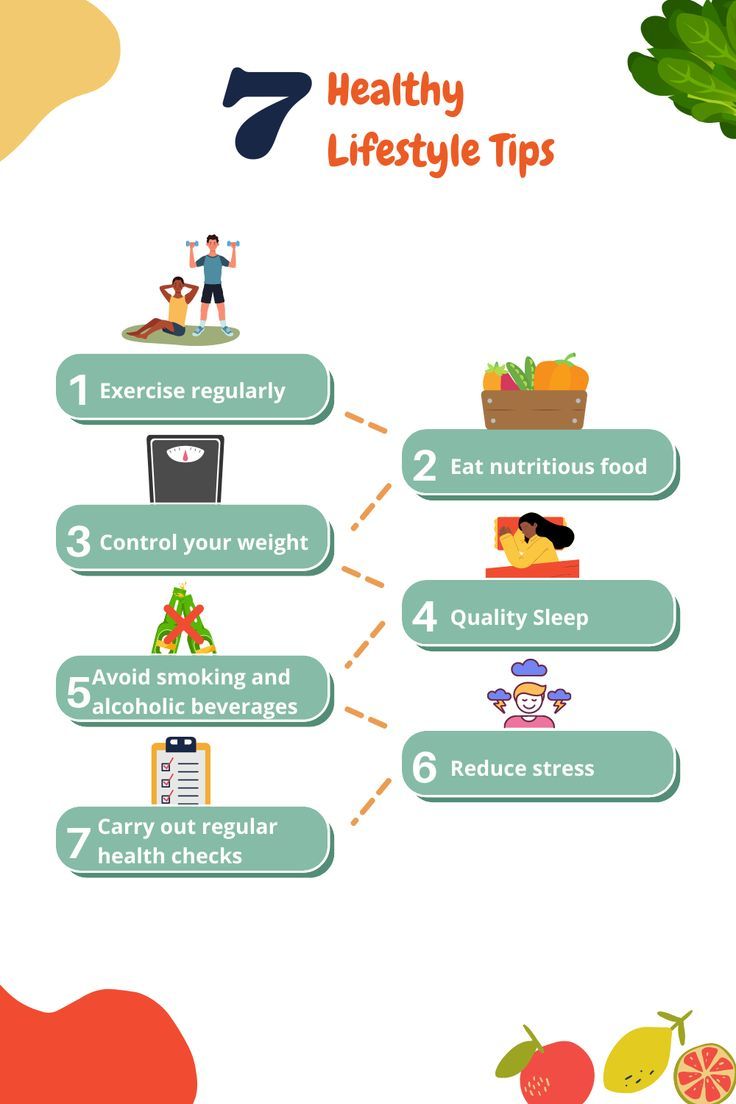 7 Healthy
Lifestyle Tips
1 Exercise regularly
2 Eat nutritious food
3 Control your weight
4 Quality Sleep
5 Avoid smoking and
alcoholic beverages
6 Reduce stress
7 Carry out regular
health checks